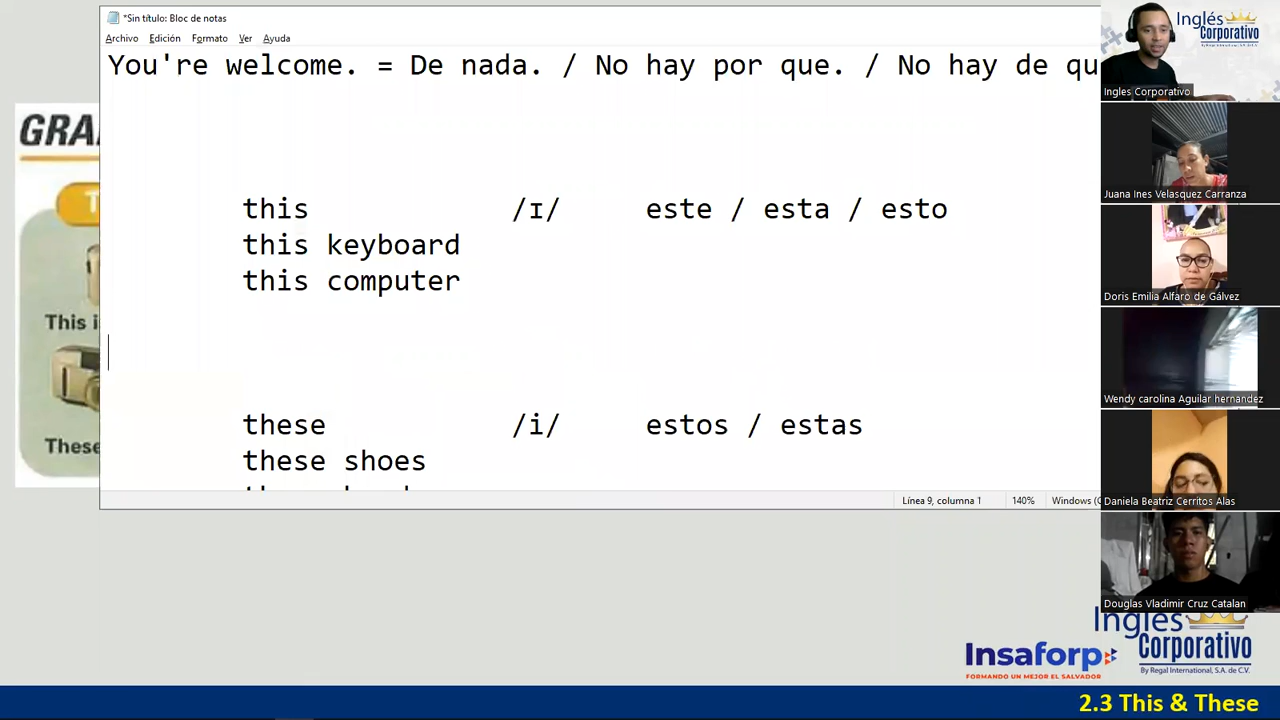 *Sin título: Bloc de notas
Archivo Edición Formato Ver Ayuda
You're welcome. = De nada. / No hay por que. / No hay de qu
this /ɪ/ este / esta / esto
this keyboard
this computer
these /i/ estos / estas
these shoes
Línea 9, columna 1 140% Windows (C
GRA
This i
These
Inglés
Corporativo
By Regal International, S.A. de C.V.
Ingles Corporativo
Juana Ines Velasquez Carranza
Doris Emilia Alfaro de Gálvez
Wendy carolina Aguilar hernandez
Daniela Beatriz Cerritos Alas
Douglas Vladimir Cruz Catalan
Insaforp
FORMANDO UN MEJOR EL SALVADOR
Inglés
Corporativo
By Regal International, S.A. de C.V.
2.3 This & These